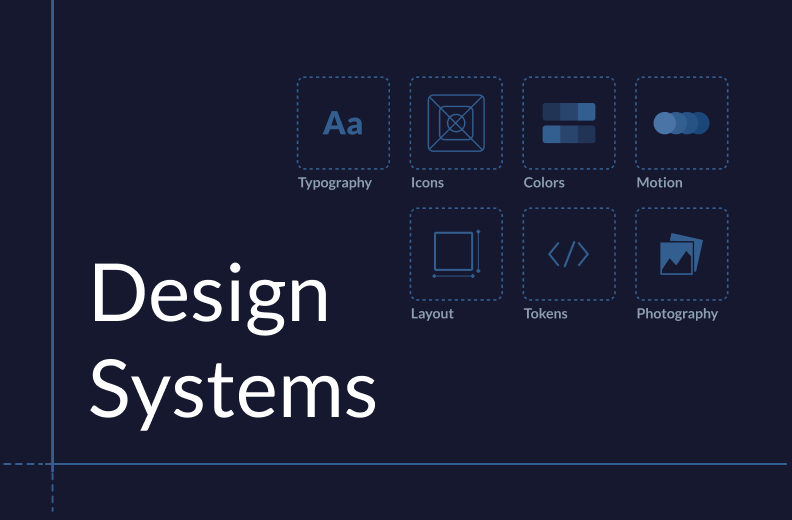 Aa
Typography
Icons
Colors
Motion
Layout
Tokens
Photography
Design
Systems